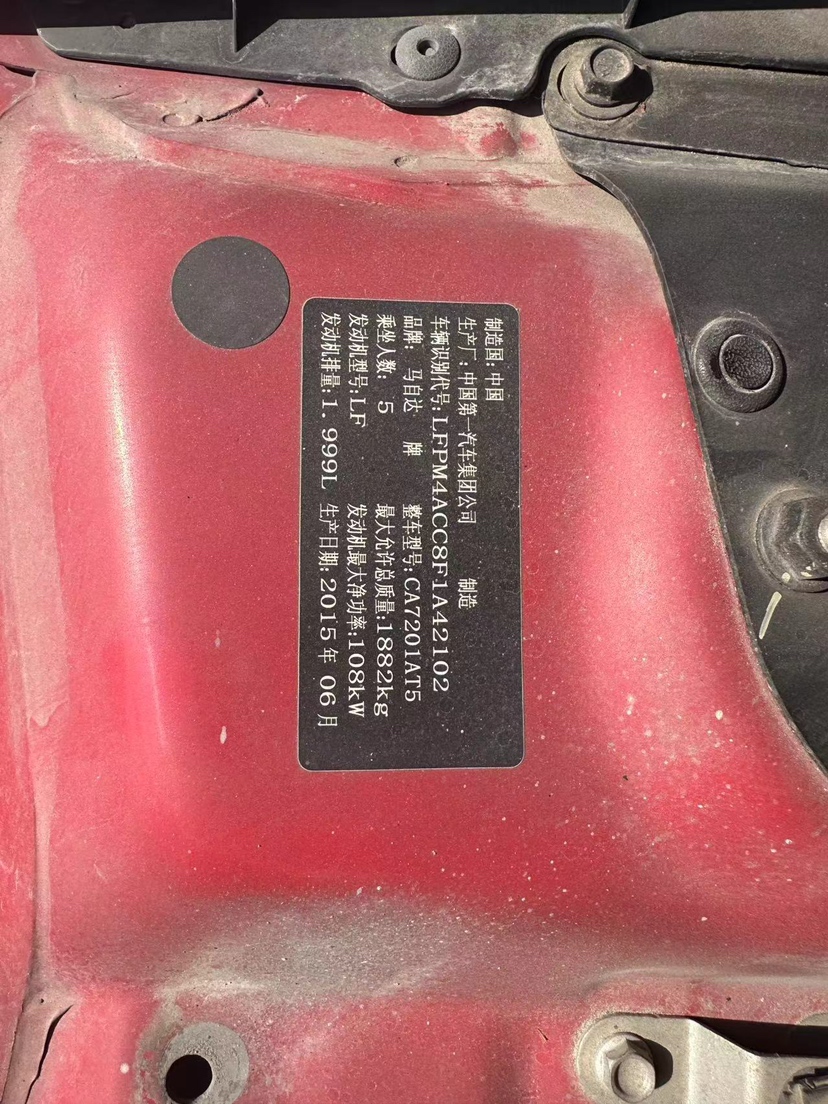 制造国:中国
生产厂:中国第一汽车集团公司 制造
车辆识别代号:LFPM4ACC8F1A42102
品牌: 马自达 牌 整车型号:CA7201AT5
乘坐人数: 5 最大允许总质量:1882kg
发动机型号:LF 发动机最大净功率:108kW
发动机排量:1.999L 生产日期:2015年 06月